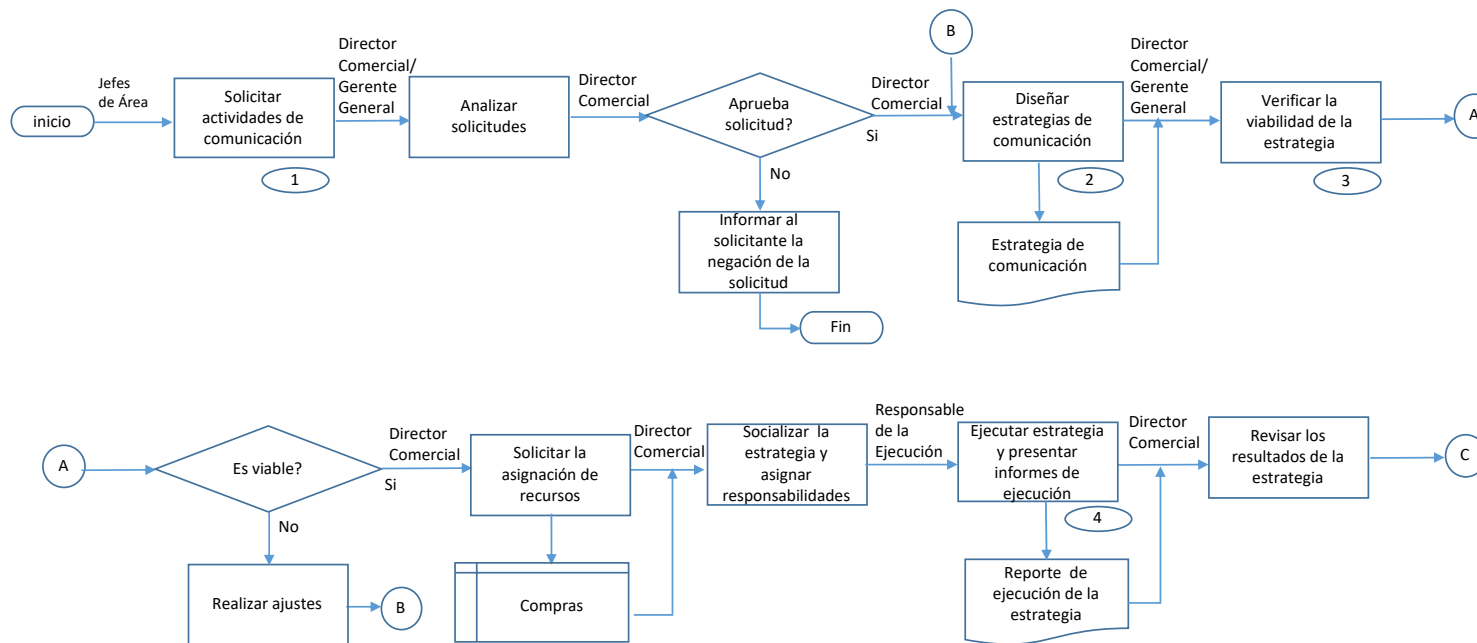 inicio
Jefes
de Área
Solicitar
actividades de
comunicación
1
Director
Comercial/
Gerente
General
Analizar
solicitudes
Director
Comercial
Aprueba
solicitud?
No
Informar al
solicitante la
negación de la
solicitud
Fin
Director
Comercial
Si
B
Diseñar
estrategias de
comunicación
2
Estrategia de
comunicación
Director
Comercial/
Gerente
General
Verificar la
viabilidad de la
estrategia
3
A
A
Es viable?
No
Realizar ajustes
B
Director
Comercial
Si
Solicitar la
asignación de
recursos
Compras
Director
Comercial
Socializar la
estrategia y
asignar
responsabilidades
Responsable
de la
Ejecución
Ejecutar estrategia
y presentar
informes de
ejecución
4
Reporte de
ejecución de la
estrategia
Director
Comercial
Revisar los
resultados de la
estrategia
C